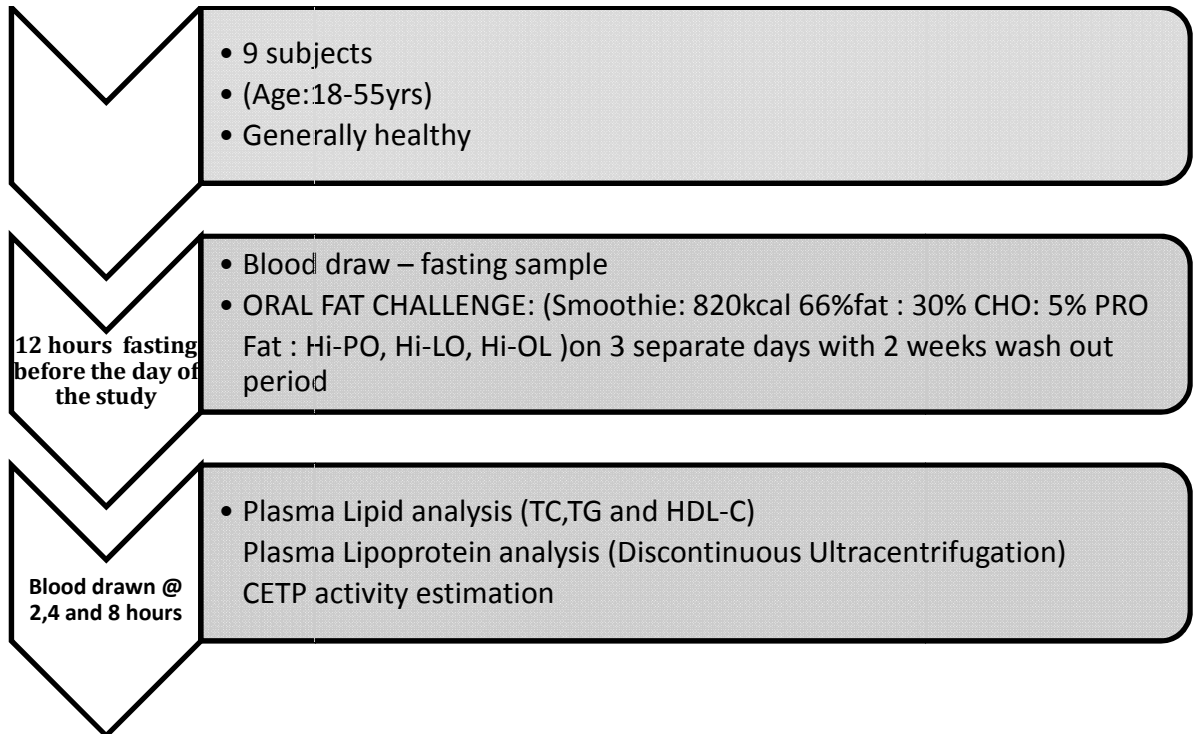 • 9 subjects
• (Age:18-55yrs)
• Generally healthy
12 hours fasting
before the day of
the study
• Blood draw – fasting sample
• ORAL FAT CHALLENGE: (Smoothie: 820kcal 66%fat : 30% CHO: 5% PRO
Fat : Hi-PO, Hi-LO, Hi-OL )on 3 separate days with 2 weeks wash out
period
Blood drawn @
2,4 and 8 hours
• Plasma Lipid analysis (TC,TG and HDL-C)
Plasma Lipoprotein analysis (Discontinuous Ultracentrifugation)
CETP activity estimation